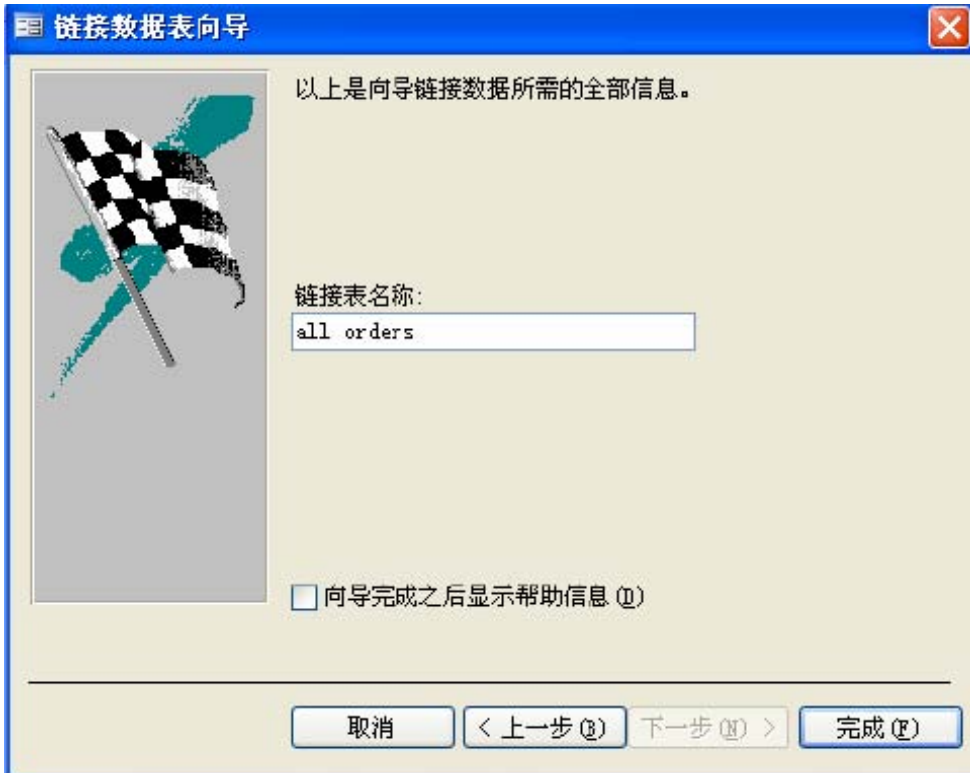 链接数据表向导
以上是向导链接数据所需的全部信息。
链接表名称:
all orders
向导完成之后显示帮助信息(D)
取消 < 上一步(B) 下一步(N) > 完成(F)